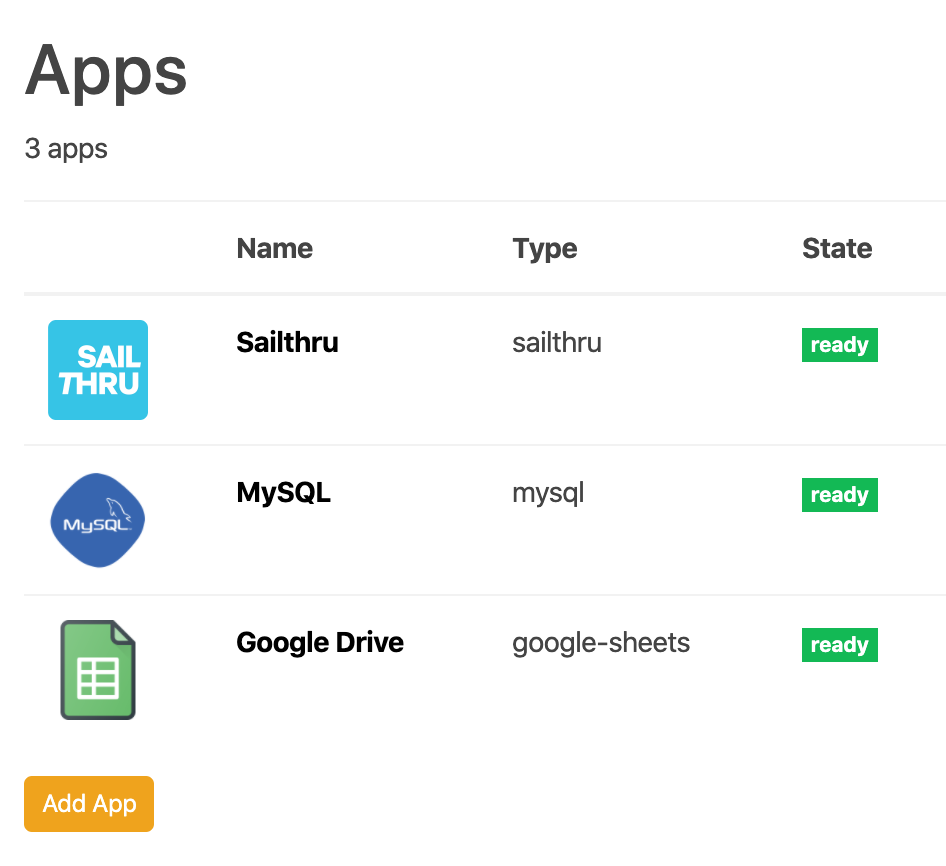 Apps
3 apps
Name Type State
SAIL
THRU
Sailthru sailthru ready
MySQL™
MySQL mysql ready
Google Drive google-sheets ready
Add App